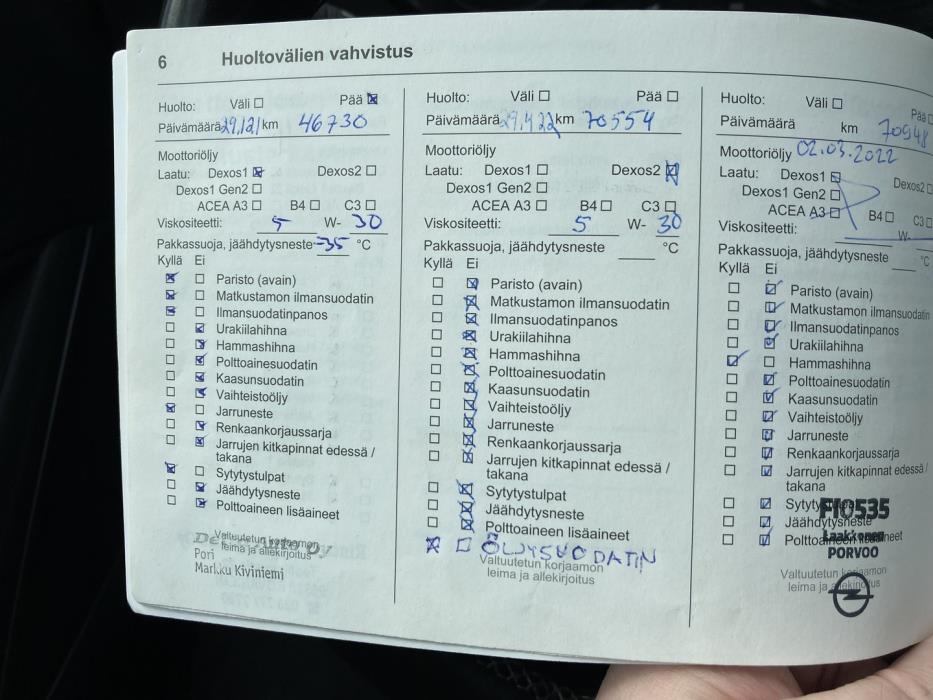 6 Huoltovälien vahvistus
Huolto: Väli Pää
Päivämäärä km 46730
Moottoriöljy
Laatu: Dexos1 Dexos2
Dexos1 Gen2
ACEA A3 B4 C3
Viskositeetti: 5 W- 30
Pakkassuoja, jäähdytysneste -35 °C
Kyllä Ei
Paristo (avain)
Matkustamon ilmansuodatin
Ilmansuodatinpanos
Urakiilahihna
Hammashihna
Polttoainesuodatin
Kaasunsuodatin
Vaihteistoöljy
Jarruneste
Renkaankorjaussarja
Jarrujen kitkapinnat edessä /
takana
Sytytystulpat
Jäähdytysneste
Polttoaineen lisäaineet
Valtuutetun korjaamon
leima ja allekirjoitus
Pori
Markku Kiviniemi
Huolto: Väli Pää
Päivämäärä 29.4.22 km 70554
Moottoriöljy
Laatu: Dexos1 Dexos2
Dexos1 Gen2
ACEA A3 B4 C3
Viskositeetti: 5 W- 30
Pakkassuoja, jäähdytysneste °C
Kyllä Ei
Paristo (avain)
Matkustamon ilmansuodatin
Ilmansuodatinpanos
Urakiilahihna
Hammashihna
Polttoainesuodatin
Kaasunsuodatin
Vaihteistoöljy
Jarruneste
Renkaankorjaussarja
Jarrujen kitkapinnat edessä /
takana
Sytytystulpat
Jäähdytysneste
Polttoaineen lisäaineet
ÖLJYSUODATIN
Valtuutetun korjaamon
leima ja allekirjoitus
Huolto: Väli Pää
Päivämäärä km 70548
Moottoriöljy 02.03.2022
Laatu: Dexos1 Dexos2
Dexos1 Gen2
ACEA A3 B4 C3
Viskositeetti: W-
Pakkassuoja, jäähdytysneste °C
Kyllä Ei
Paristo (avain)
Matkustamon ilmansuodatin
Ilmansuodatinpanos
Urakiilahihna
Hammashihna
Polttoainesuodatin
Kaasunsuodatin
Vaihteistoöljy
Jarruneste
Renkaankorjaussarja
Jarrujen kitkapinnat edessä /
takana
FI0535
Jäähdytysneste
Laakkonen
PORVOO
Valtuutetun korjaamon
leima ja